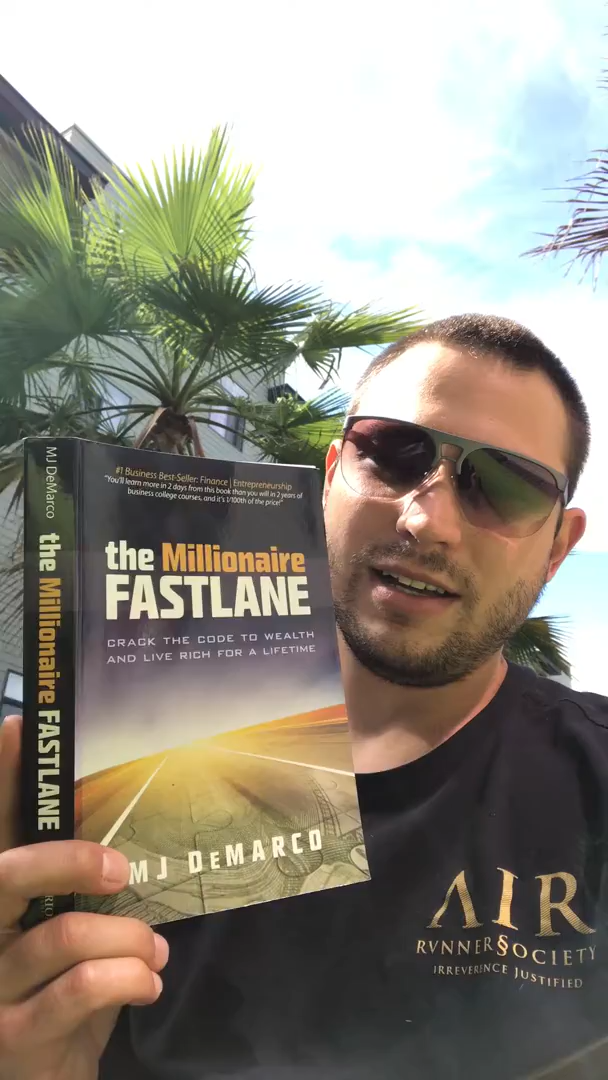 MJ DeMARCO
the Millionaire FASTLANE
#1 Business Best-Seller: Finance | Entrepreneurship
"You'll learn more in 2 days from this book than you will in 2 years of
business college courses, and it's 1/100th of the price!"
the Millionaire
FASTLANE
CRACK THE CODE TO WEALTH
AND LIVE RICH FOR A LIFETIME
MJ DeMARCO
AIR
RVNNER§OCIETY
IRREVERENCE JUSTIFIED